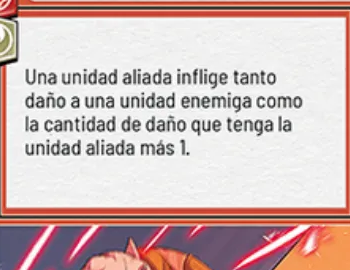 Una unidad aliada inflige tanto
daño a una unidad enemiga como
la cantidad de daño que tenga la
unidad aliada más 1.